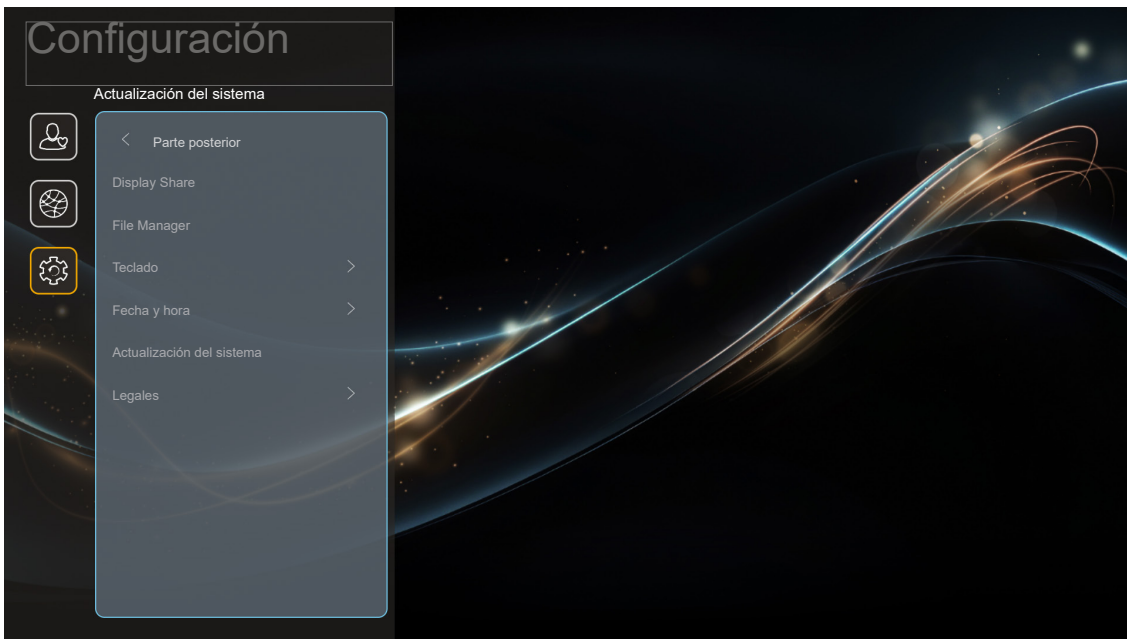 Configuración
Actualización del sistema
Parte posterior
Display Share
File Manager
Teclado
Fecha y hora
Actualización del sistema
Legales